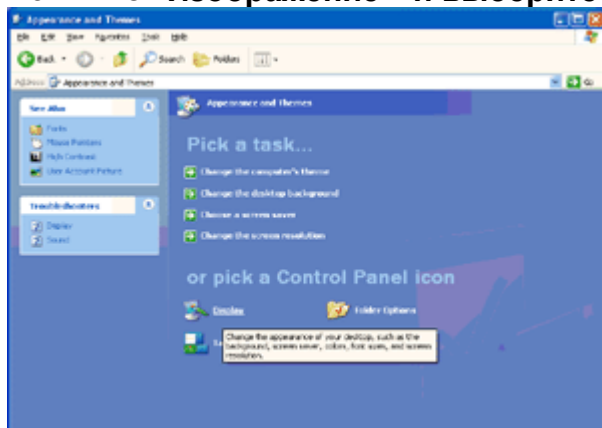 Appearance and Themes
File Edit View Favorites Tools Help
Back Search Folders
Address Appearance and Themes
See Also
Fonts
Mouse Pointers
High Contrast
User Account Picture
Troubleshooters
Display
Sound
Appearance and Themes
Pick a task...
Change the computer's theme
Change the desktop background
Choose a screen saver
Change the screen resolution
or pick a Control Panel icon
Display Folder Options
Change the appearance of your desktop, such as the
background, screen saver, colors, font sizes, and screen
resolution.